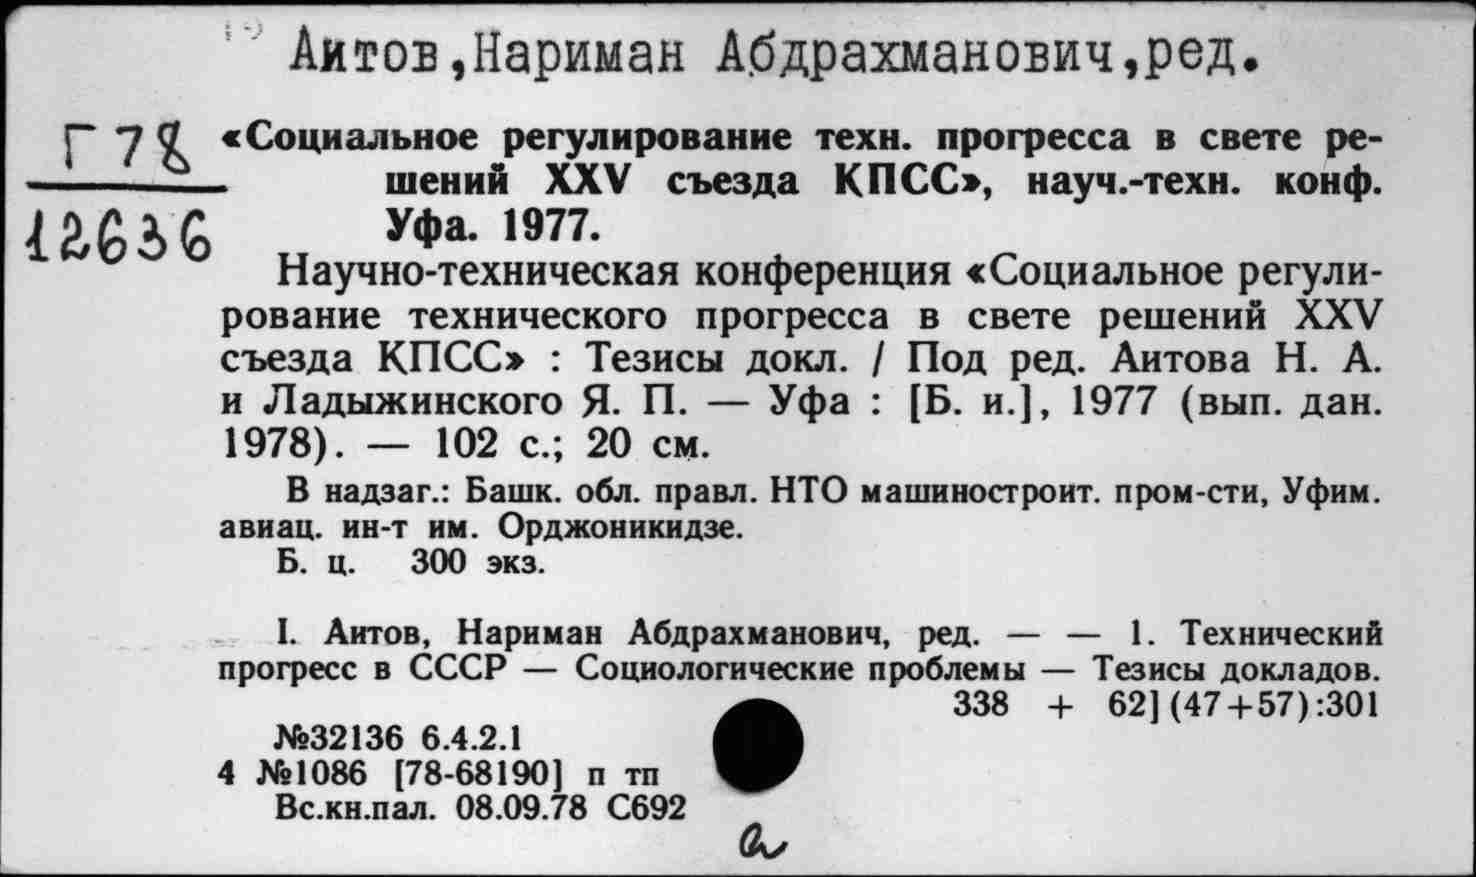 Аитов,Нариман Абдрахманович,ред.
Г 78
12636
«Социальное регулирование техн. прогресса в свете ре-
шений XXV съезда КПСС», науч.-техн. конф.
Уфа. 1977.
Научно-техническая конференция «Социальное регули-
рование технического прогресса в свете решений XXV
съезда КПСС» : Тезисы докл. / Под ред. Аитова Н. А.
и Ладыжинского Я. П. — Уфа : [Б. и.], 1977 (вып. дан.
1978). — 102 с.; 20 см.
В надзаг.: Башк. обл. правл. НТО машиностроит. пром-сти, Уфим.
авиац. ин-т им. Орджоникидзе.
Б. ц. 300 экз.
I. Аитов, Нариман Абдрахманович, ред. — — 1. Технический
прогресс в СССР — Социологические проблемы — Тезисы докладов.
338 + 62] (47+57):301
№32136 6.4.2.1
4 №1086 [78-68190] п тп
Вс.кн.пал. 08.09.78 С692